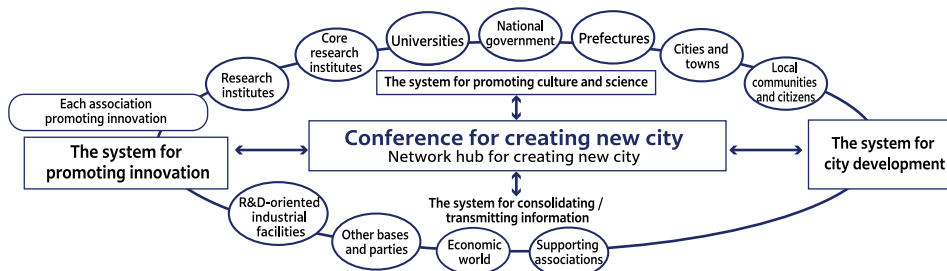 National
government
Universities
Prefectures
Core
research
institutes
Cities and
towns
Research
institutes
Local
communities
and citizens
The system for promoting culture and science
Each association
promoting innovation
Conference for creating new city
Network hub for creating new city
The system for
promoting innovation
The system for
city development
The system for consolidating /
transmitting information
R&D-oriented
industrial
facilities
Other bases
and parties
Economic
world
Supporting
associations